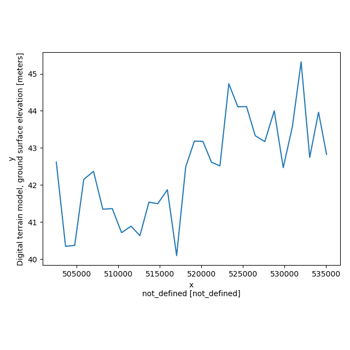 45
44
43
42
41
40
y
Digital terrain model, ground surface elevation [meters]
505000 510000 515000 520000 525000 530000 535000
x
not_defined [not_defined]